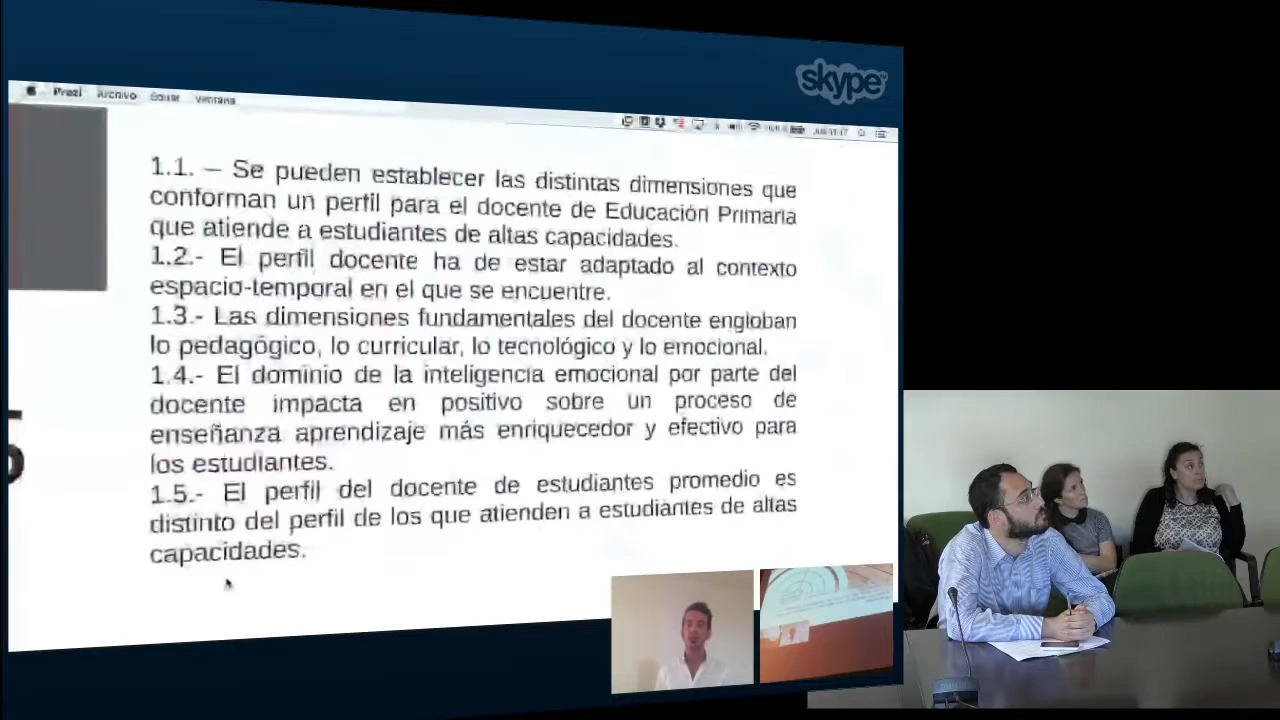 skype
Prezi Archivo Editar Ventana
1.1. – Se pueden establecer las distintas dimensiones que
conforman un perfil para el docente de Educación Primaria
que atiende a estudiantes de altas capacidades.
1.2.- El perfil docente ha de estar adaptado al contexto
espacio-temporal en el que se encuentre.
1.3.- Las dimensiones fundamentales del docente engloban
lo pedagógico, lo curricular, lo tecnológico y lo emocional.
1.4.- El dominio de la inteligencia emocional por parte del
docente impacta en positivo sobre un proceso de
enseñanza aprendizaje más enriquecedor y efectivo para
los estudiantes.
1.5.- El perfil del docente de estudiantes promedio es
distinto del perfil de los que atienden a estudiantes de altas
capacidades.